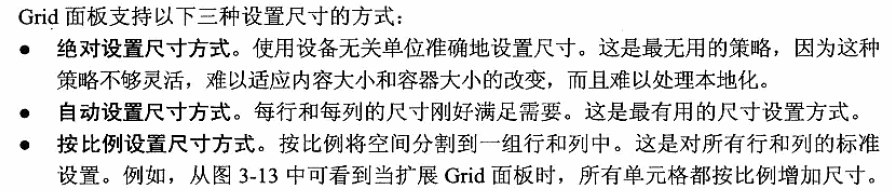 Grid 面板支持以下三种设置尺寸的方式：
● 绝对设置尺寸方式。使用设备无关单位准确地设置尺寸。这是最无用的策略，因为这种
策略不够灵活，难以适应内容大小和容器大小的改变，而且难以处理本地化。
● 自动设置尺寸方式。每行和每列的尺寸刚好满足需要。这是最有用的尺寸设置方式。
● 按比例设置尺寸方式。按比例将空间分割到一组行和列中。这是对所有行和列的标准
设置。例如，从图 3-13 中可看到当扩展 Grid 面板时，所有单元格都按比例增加尺寸。